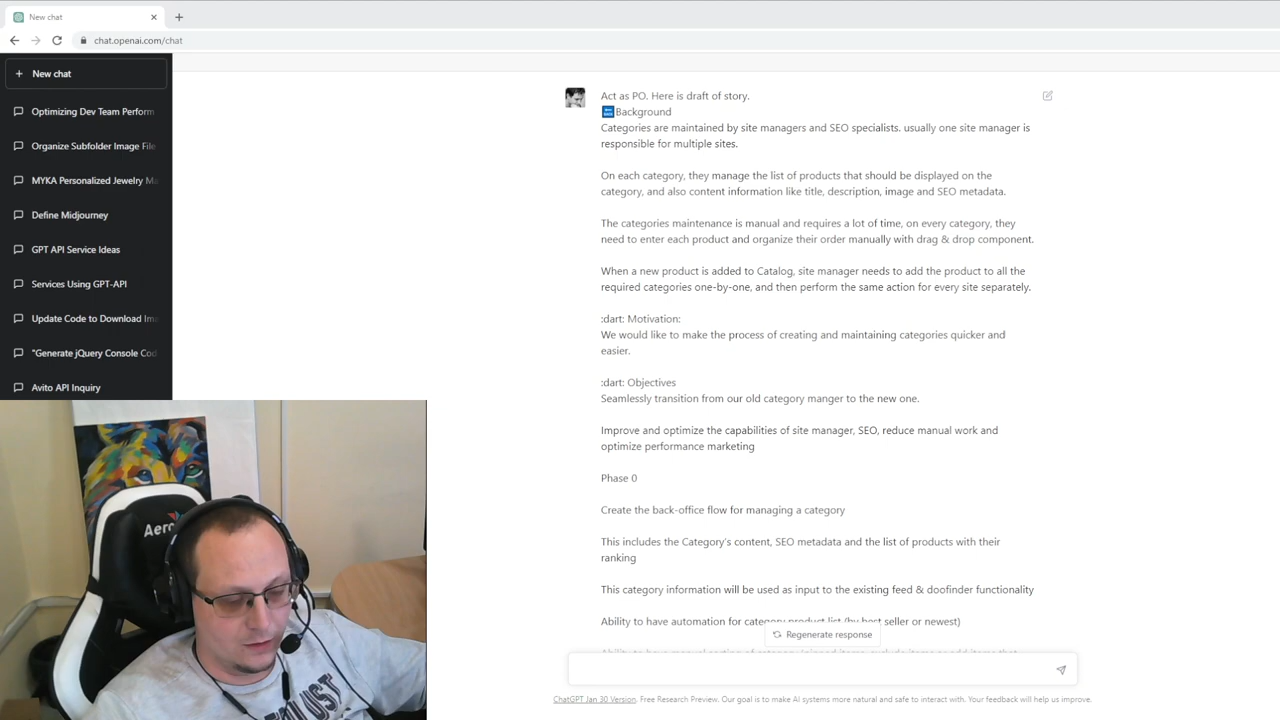 New chat
chat.openai.com/chat
New chat
Optimizing Dev Team Perform
Organize Subfolder Image File
MYKA Personalized Jewelry Ma
Define Midjourney
GPT API Service Ideas
Services Using GPT-API
Update Code to Download Ima
"Generate jQuery Console Cod
Avito API Inquiry
Act as PO. Here is draft of story.
Background
Categories are maintained by site managers and SEO specialists. usually one site manager is
responsible for multiple sites.
On each category, they manage the list of products that should be displayed on the
category, and also content information like title, description, image and SEO metadata.
The categories maintenance is manual and requires a lot of time, on every category, they
need to enter each product and organize their order manually with drag & drop component.
When a new product is added to Catalog, site manager needs to add the product to all the
required categories one-by-one, and then perform the same action for every site separately.
:dart: Motivation:
We would like to make the process of creating and maintaining categories quicker and
easier.
:dart: Objectives
Seamlessly transition from our old category manger to the new one.
Improve and optimize the capabilities of site manager, SEO, reduce manual work and
optimize performance marketing
Phase 0
Create the back-office flow for managing a category
This includes the Category's content, SEO metadata and the list of products with their
ranking
This category information will be used as input to the existing feed & doofinder functionality
Ability to have automation for category product list (by best seller or newest)
Regenerate response
ChatGPT Jan 30 Version. Free Research Preview. Our goal is to make AI systems more natural and safe to interact with. Your feedback will help us improve.
Aero